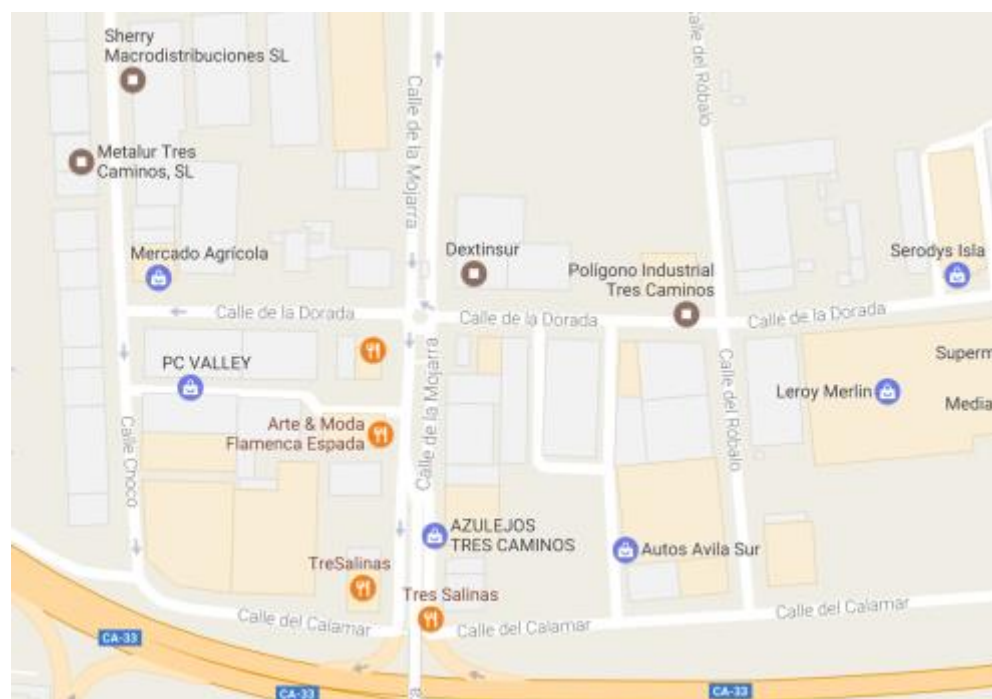 Sherry
Macrodistribuciones SL
Calle de la Mojarra
Calle del Róbalo
Metalur Tres
Caminos, SL
Mercado Agrícola
Dextinsur
Polígono Industrial
Tres Caminos
Serodys Isla
Calle de la Dorada
Calle de la Dorada
Calle de la Dorada
PC VALLEY
Superm
Leroy Merlin
Media
Arte & Moda
Flamenca Espada
Calle de la Mojarra
Calle del Róbalo
Calle Choco
AZULEJOS
TRES CAMINOS
Autos Avila Sur
TreSalinas
Tres Salinas
Calle del Calamar
Calle del Calamar
Calle del Calamar
CA-33
CA-33
CA-33
a